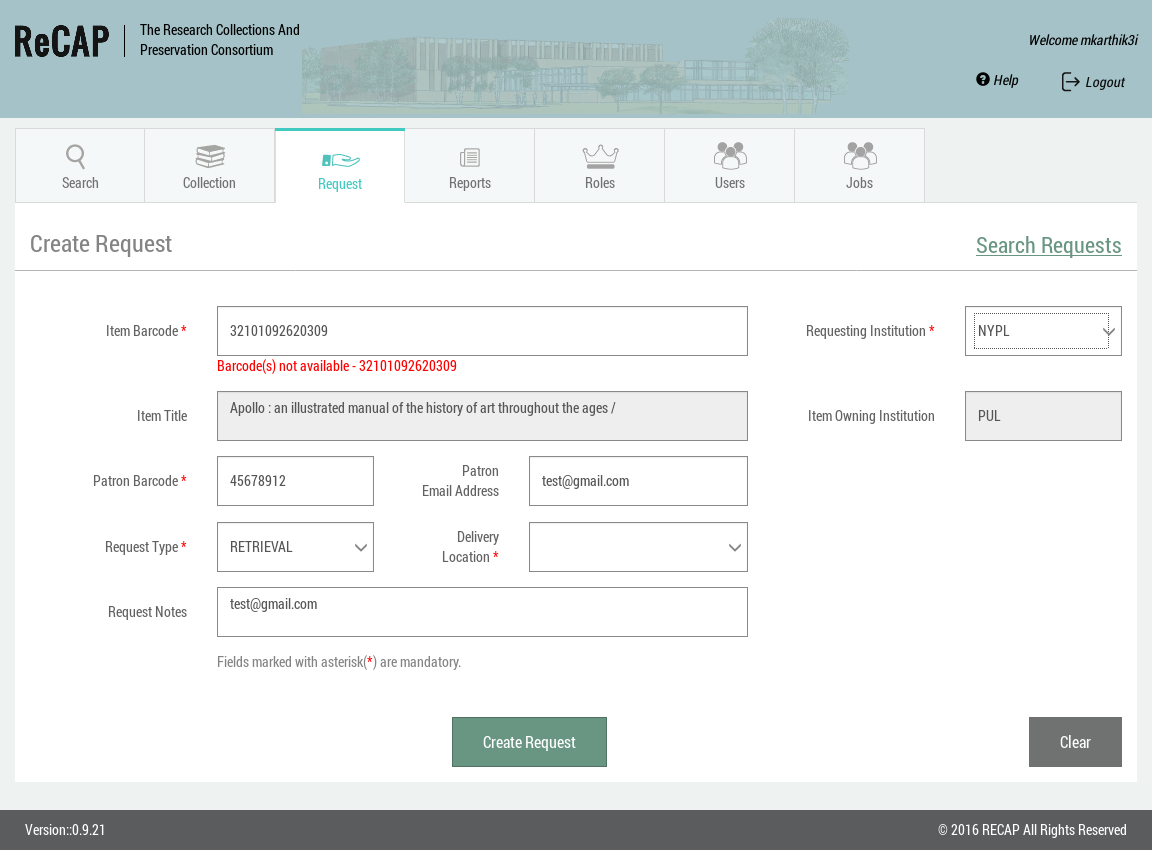 ReCAP
The Research Collections And
Preservation Consortium
Welcome mkarthik3i
Help
Logout
Search
Collection
Request
Reports
Roles
Users
Jobs
Create Request
Search Requests
Item Barcode *
32101092620309
Requesting Institution *
NYPL
Barcode(s) not available - 32101092620309
Item Title
Apollo : an illustrated manual of the history of art throughout the ages /
Item Owning Institution
PUL
Patron Barcode *
45678912
Patron
Email Address
test@gmail.com
Request Type *
RETRIEVAL
Delivery
Location *
Request Notes
test@gmail.com
Fields marked with asterisk(*) are mandatory.
Create Request
Clear
Version::0.9.21
© 2016 RECAP All Rights Reserved